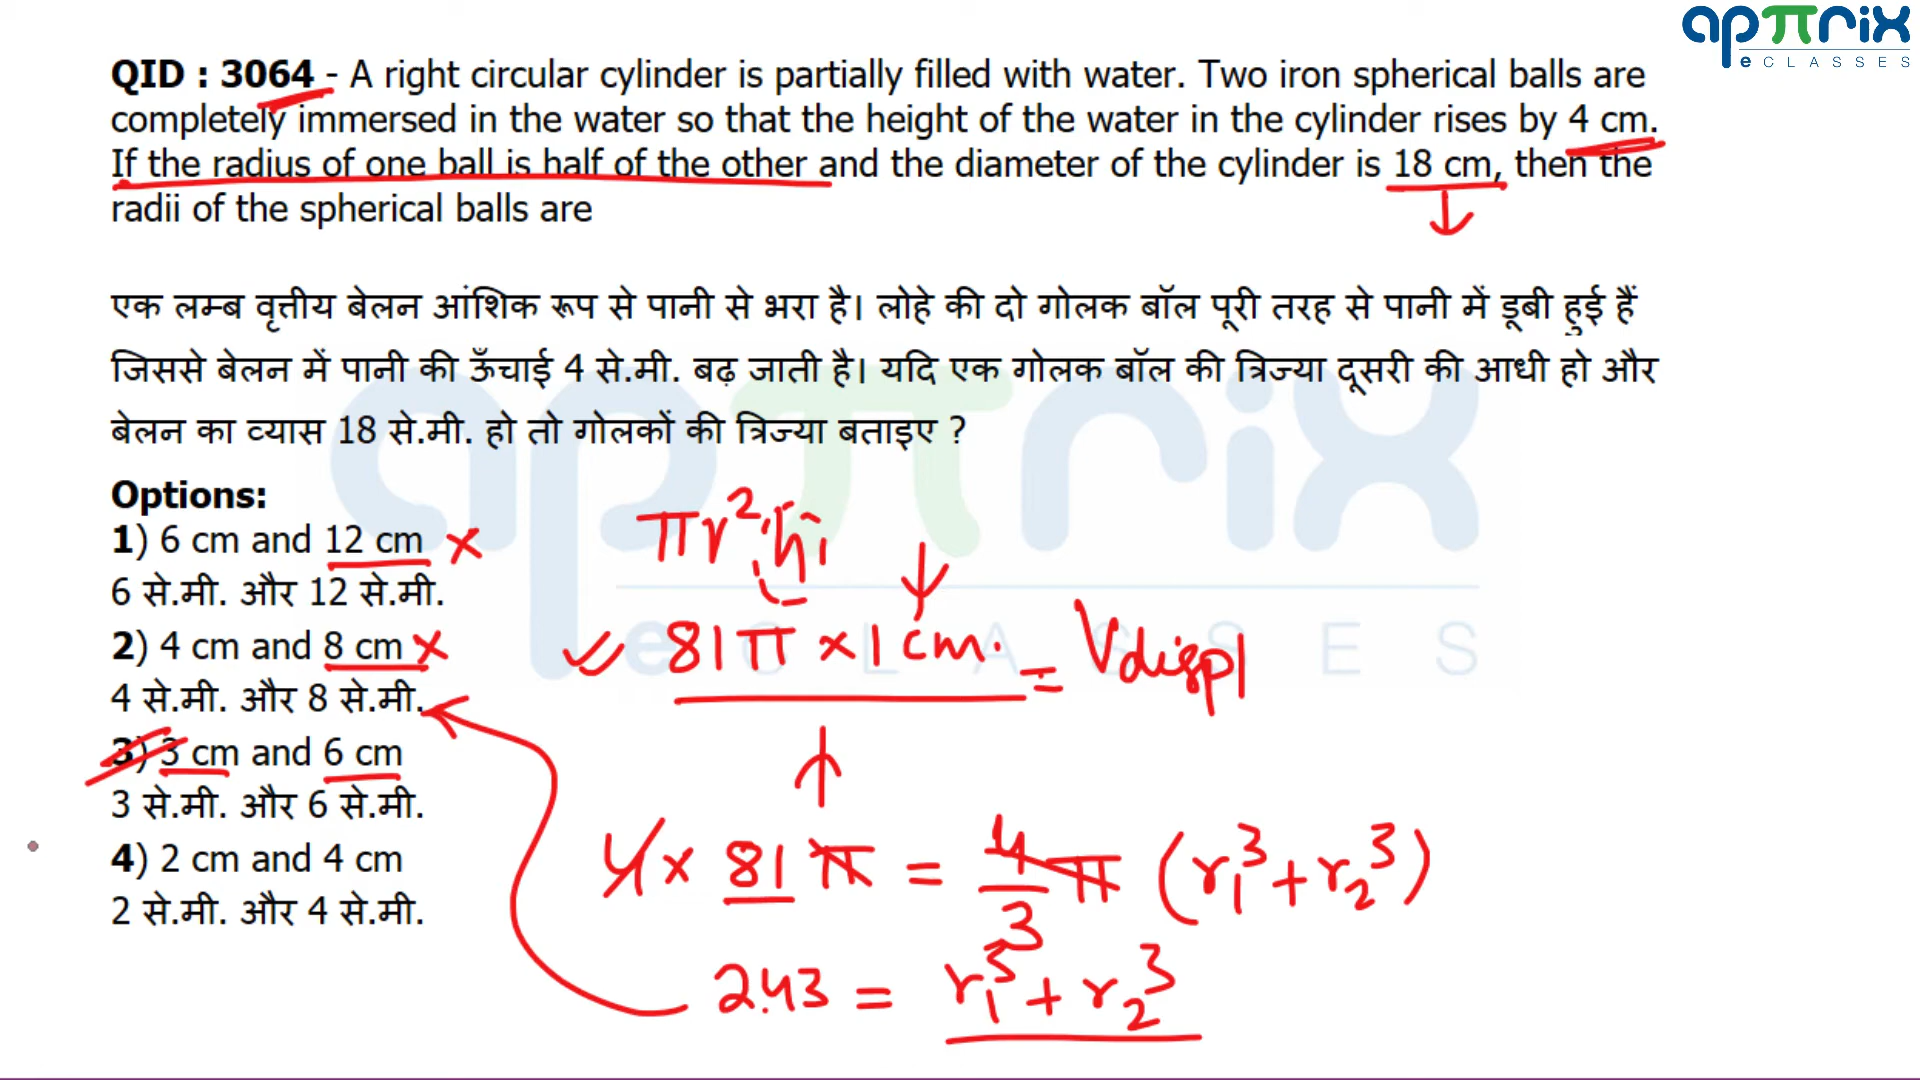 apπrix
e CLASSES
QID : 3064 - A right circular cylinder is partially filled with water. Two iron spherical balls are
completely immersed in the water so that the height of the water in the cylinder rises by 4 cm.
If the radius of one ball is half of the other and the diameter of the cylinder is 18 cm, then the
radii of the spherical balls are
एक लम्ब वृत्तीय बेलन आंशिक रूप से पानी से भरा है। लोहे की दो गोलक बॉल पूरी तरह से पानी में डूबी हुई हैं
जिससे बेलन में पानी की ऊँचाई 4 से.मी. बढ़ जाती है। यदि एक गोलक बॉल की त्रिज्या दूसरी की आधी हो और
बेलन का व्यास 18 से.मी. हो तो गोलकों की त्रिज्या बताइए ?
Options:
1) 6 cm and 12 cm
6 से.मी. और 12 से.मी.
2) 4 cm and 8 cm
4 से.मी. और 8 से.मी.
3) 3 cm and 6 cm
3 से.मी. और 6 से.मी.
4) 2 cm and 4 cm
2 से.मी. और 4 से.मी.
πr²h
81π × 1 cm. = Vdispl
4 × 81 π = 4/3 π (r₁³ + r₂³)
243 = r₁³ + r₂³
apπrix
e CLASSES